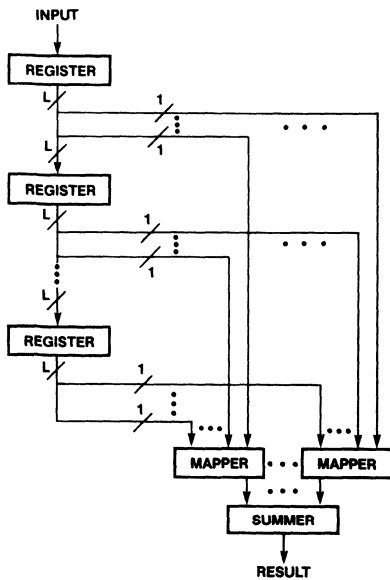 INPUT
REGISTER
L
1
1
L
REGISTER
L
1
1
L
REGISTER
L
1
1
MAPPER
MAPPER
SUMMER
RESULT